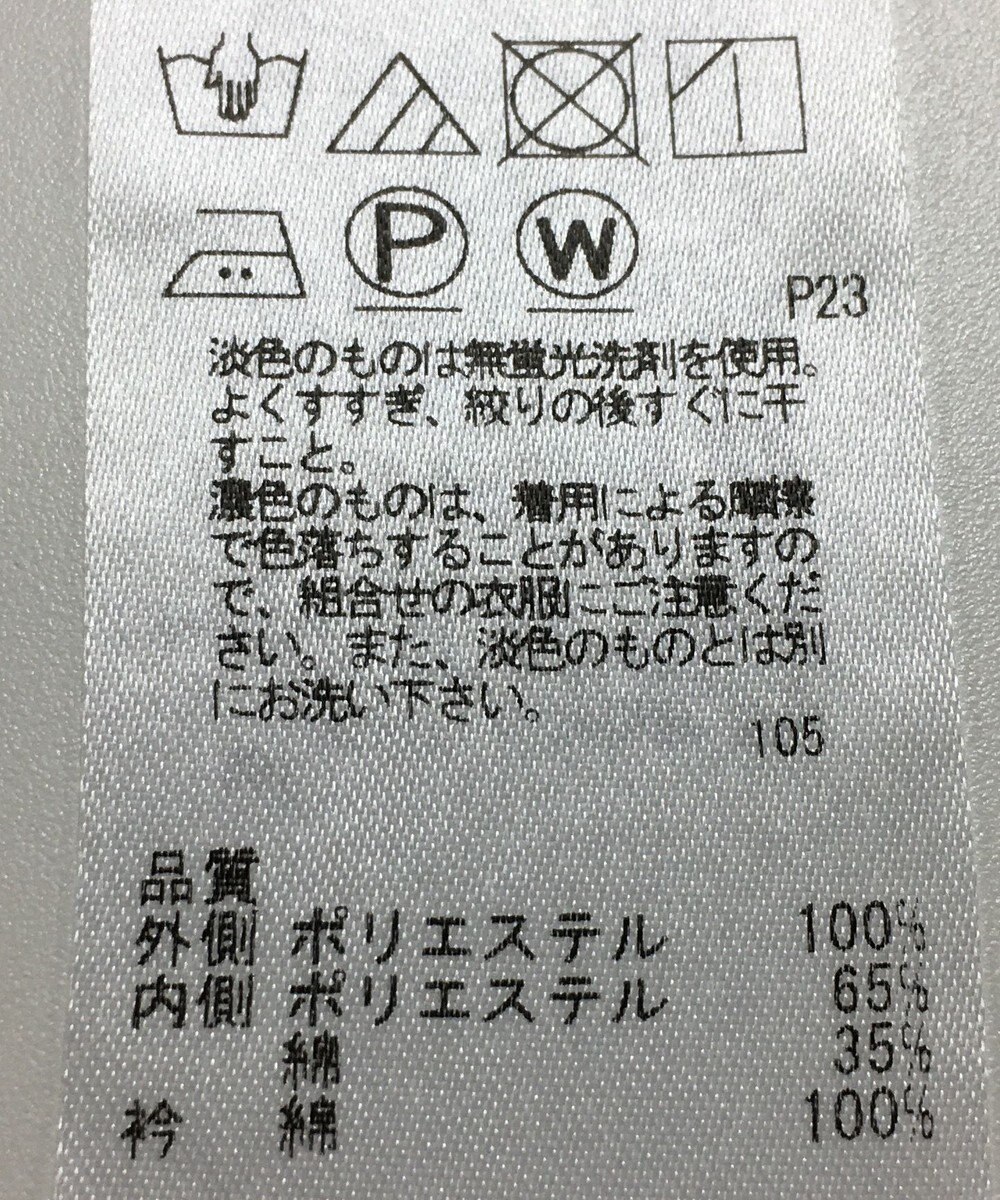 P W
P23
淡色のものは無蛍光洗剤を使用。
よくすすぎ、絞りの後すぐに干
すこと。
濃色のものは、着用による摩擦
で色落ちすることがありますの
で、組合せの衣服にご注意くだ
さい。また、淡色のものとは別
にお洗い下さい。
105
品質
外側 ポリエステル 100%
内側 ポリエステル 65%
綿 35%
衿 綿 100%